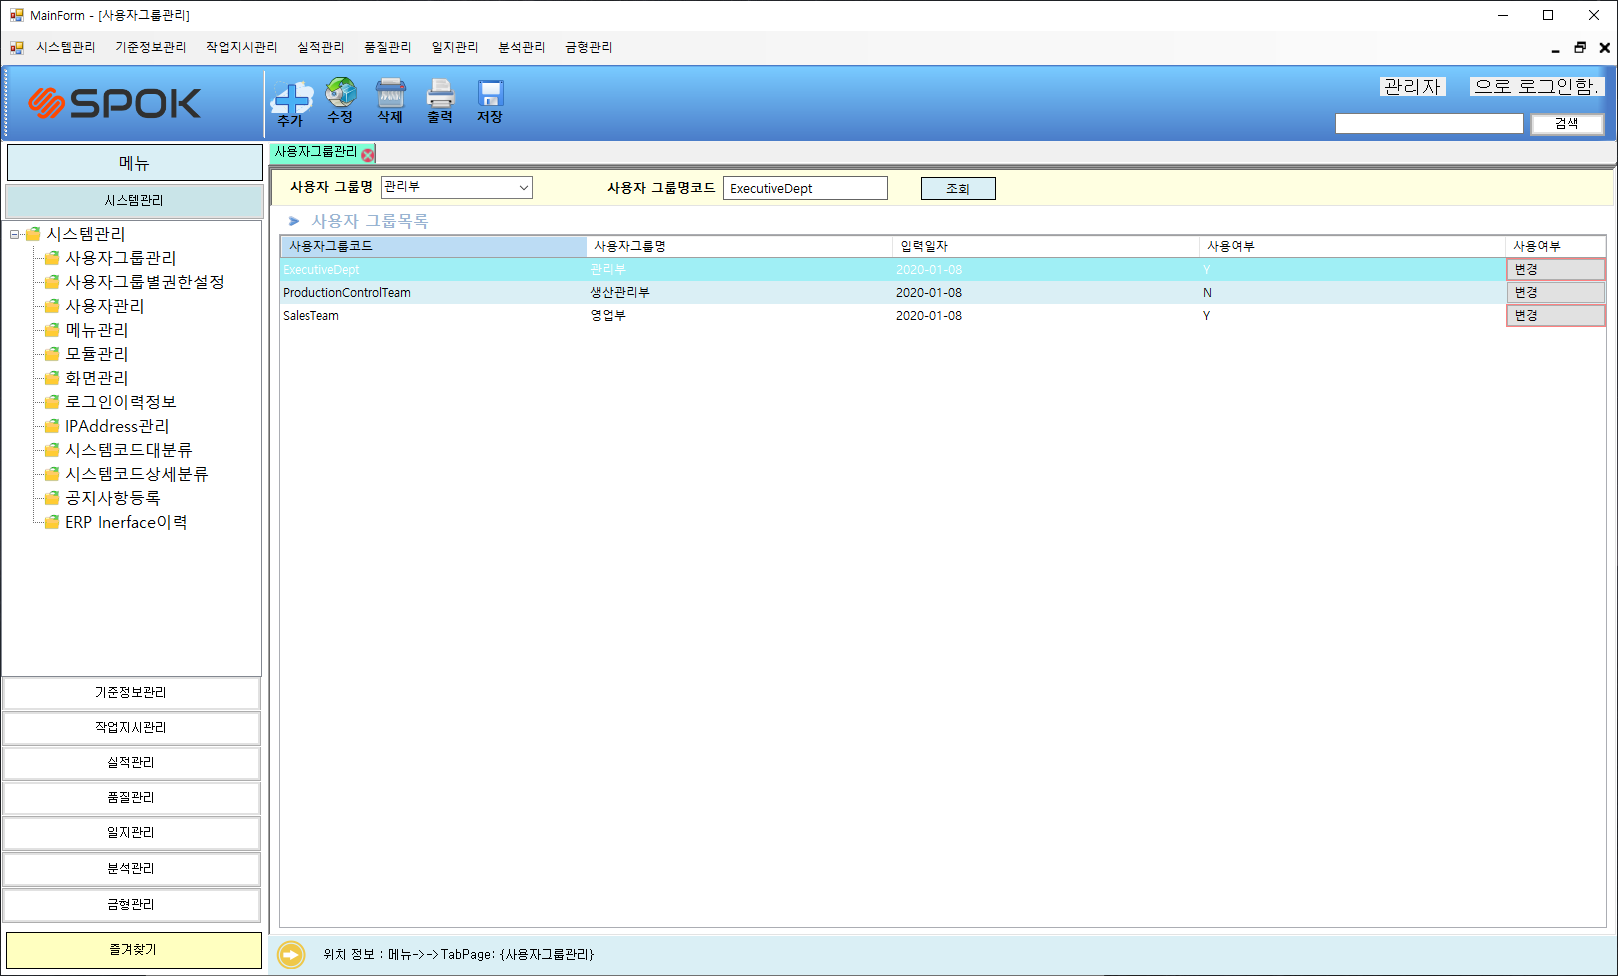 MainForm - [사용자그룹관리]
시스템관리 기준정보관리 작업지시관리 실적관리 품질관리 일지관리 분석관리 금형관리
SPOK
추가 수정 삭제 출력 저장
관리자 으로 로그인함.
검색
메뉴
시스템관리
시스템관리
사용자그룹관리
사용자그룹별권한설정
사용자관리
메뉴관리
모듈관리
화면관리
로그인이력정보
IPAddress관리
시스템코드대분류
시스템코드상세분류
공지사항등록
ERP Inerface이력
기준정보관리
작업지시관리
실적관리
품질관리
일지관리
분석관리
금형관리
즐겨찾기
사용자그룹관리
사용자 그룹명 관리부 사용자 그룹명코드 ExecutiveDept 조회
사용자 그룹목록
사용자그룹코드 사용자그룹명 입력일자 사용여부 사용여부
ExecutiveDept 관리부 2020-01-08 Y 변경
ProductionControlTeam 생산관리부 2020-01-08 N 변경
SalesTeam 영업부 2020-01-08 Y 변경
위치 정보 : 메뉴->->TabPage: {사용자그룹관리}